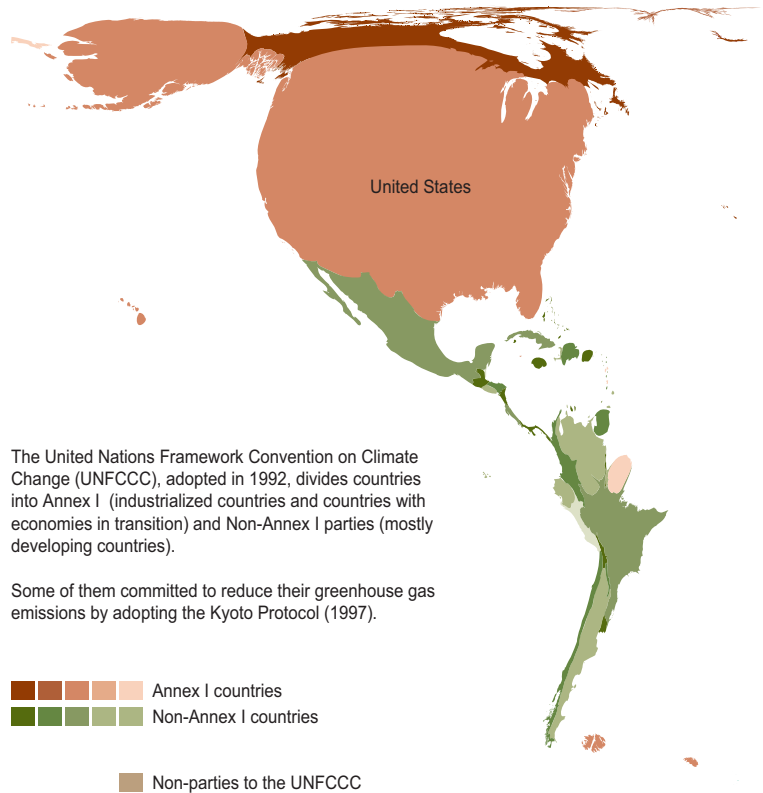 United States
The United Nations Framework Convention on Climate
Change (UNFCCC), adopted in 1992, divides countries
into Annex I (industrialized countries and countries with
economies in transition) and Non-Annex I parties (mostly
developing countries).
Some of them committed to reduce their greenhouse gas
emissions by adopting the Kyoto Protocol (1997).
Annex I countries
Non-Annex I countries
Non-parties to the UNFCCC